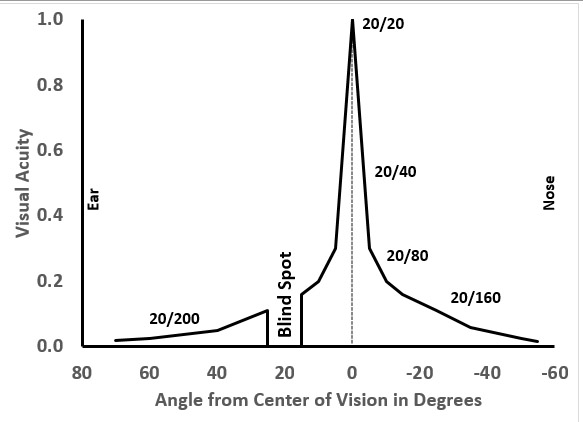 1.0
0.8
0.6
0.4
0.2
0.0
Visual Acuity
Ear
Nose
20/20
20/40
20/80
20/160
20/200
Blind Spot
80 60 40 20 0 -20 -40 -60
Angle from Center of Vision in Degrees